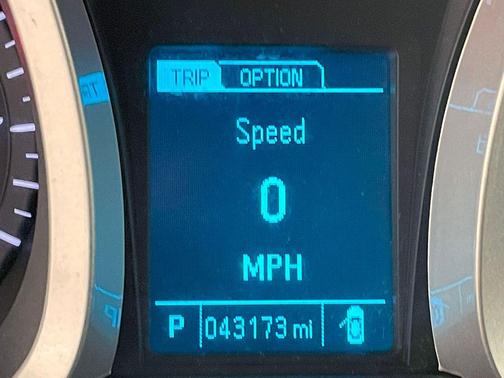 TRIP OPTION
Speed
0
MPH
P 043173 mi